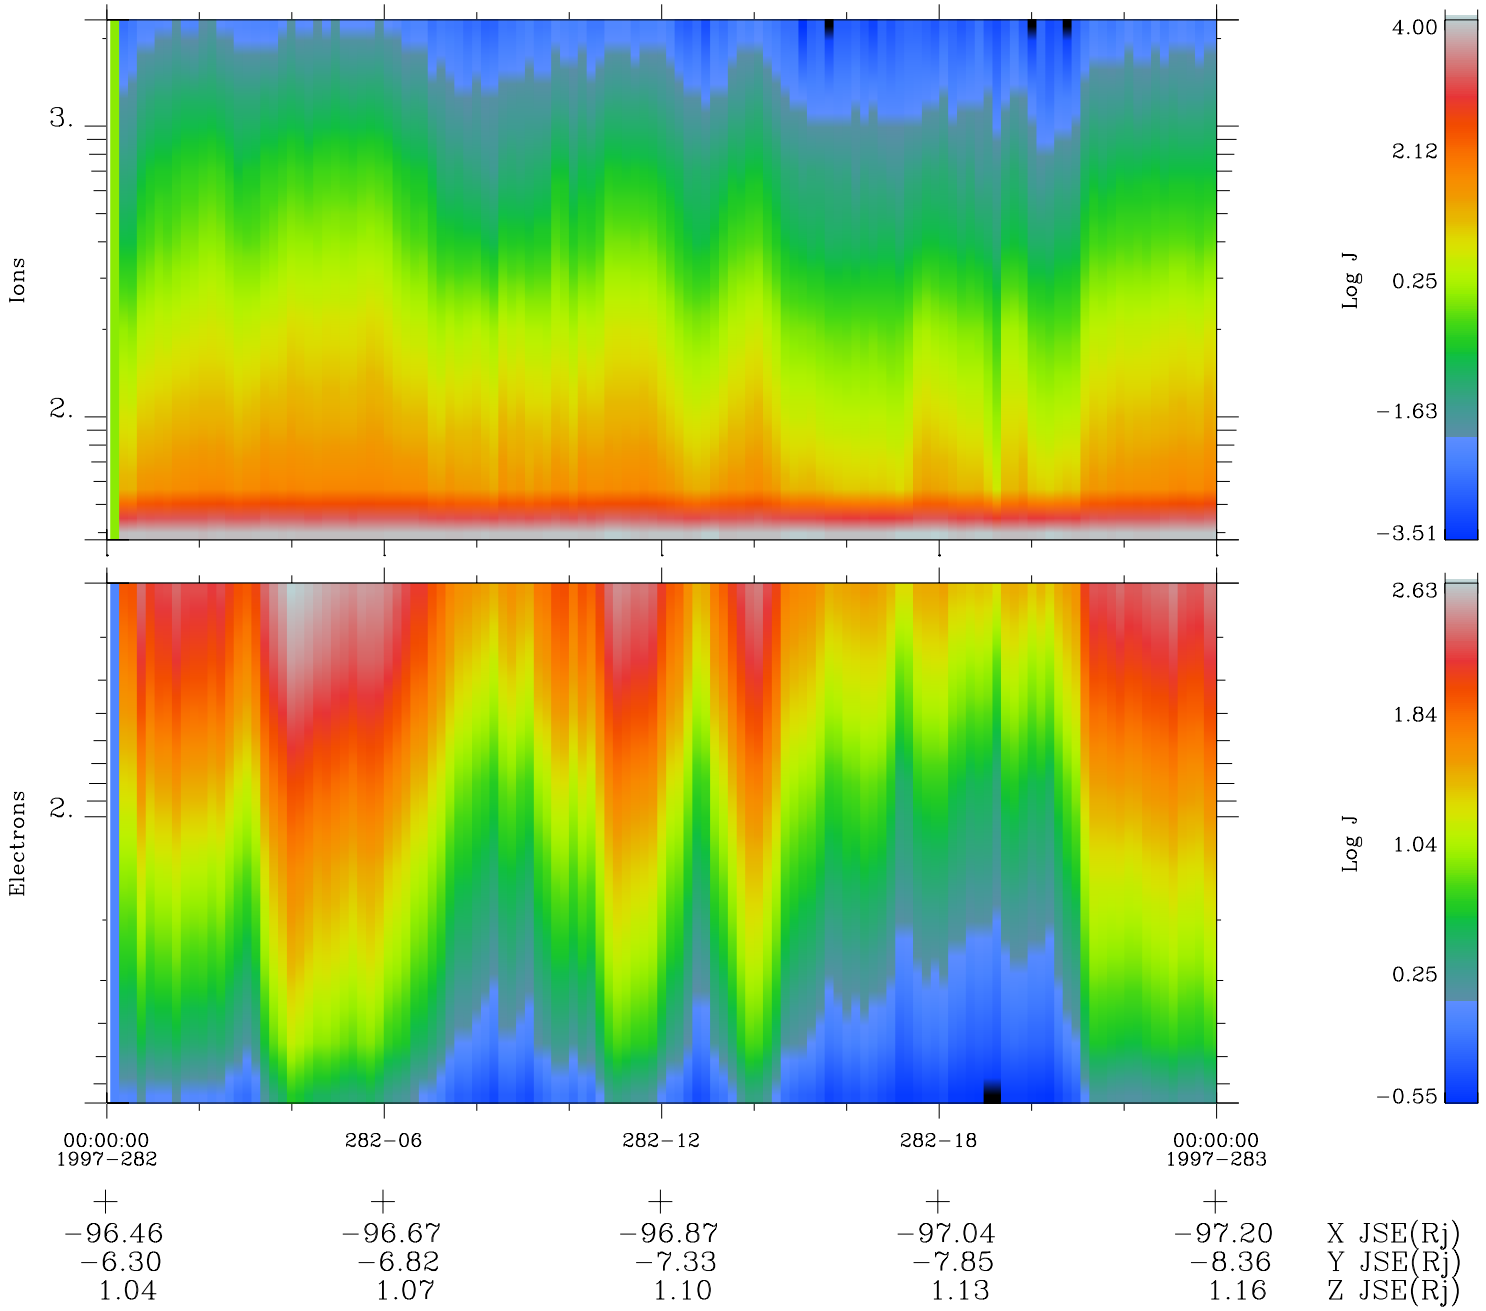 3.
2.
Ions
4.00
2.12
0.25
−1.63
−3.51
Log J
2.
Electrons
2.63
1.84
1.04
0.25
−0.55
Log J
00:00:00 282−06 282−12 282−18 00:00:00
1997−282 1997−283
−96.46 −96.67 −96.87 −97.04 −97.20 X JSE(Rj)
−6.30 −6.82 −7.33 −7.85 −8.36 Y JSE(Rj)
1.04 1.07 1.10 1.13 1.16 Z JSE(Rj)